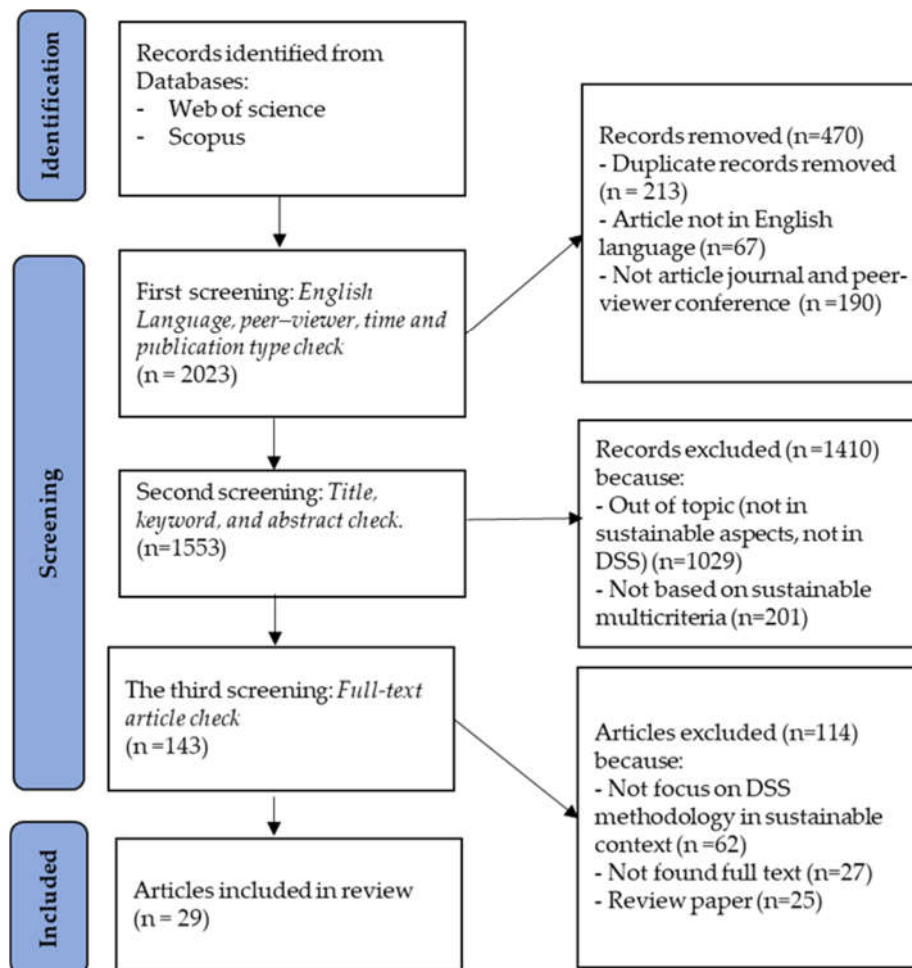 Identification
Records identified from
Databases:
- Web of science
- Scopus
Records removed (n=470)
- Duplicate records removed
(n = 213)
- Article not in English
language (n=67)
- Not article journal and peer-
viewer conference (n=190)
Screening
First screening: English
Language, peer–viewer, time and
publication type check
(n = 2023)
Second screening: Title,
keyword, and abstract check.
(n=1553)
Records excluded (n=1410)
because:
- Out of topic (not in
sustainable aspects, not in
DSS) (n=1029)
- Not based on sustainable
multicriteria (n=201)
The third screening: Full-text
article check
(n =143)
Articles excluded (n=114)
because:
- Not focus on DSS
methodology in sustainable
context (n =62)
- Not found full text (n=27)
- Review paper (n=25)
Included
Articles included in review
(n = 29)